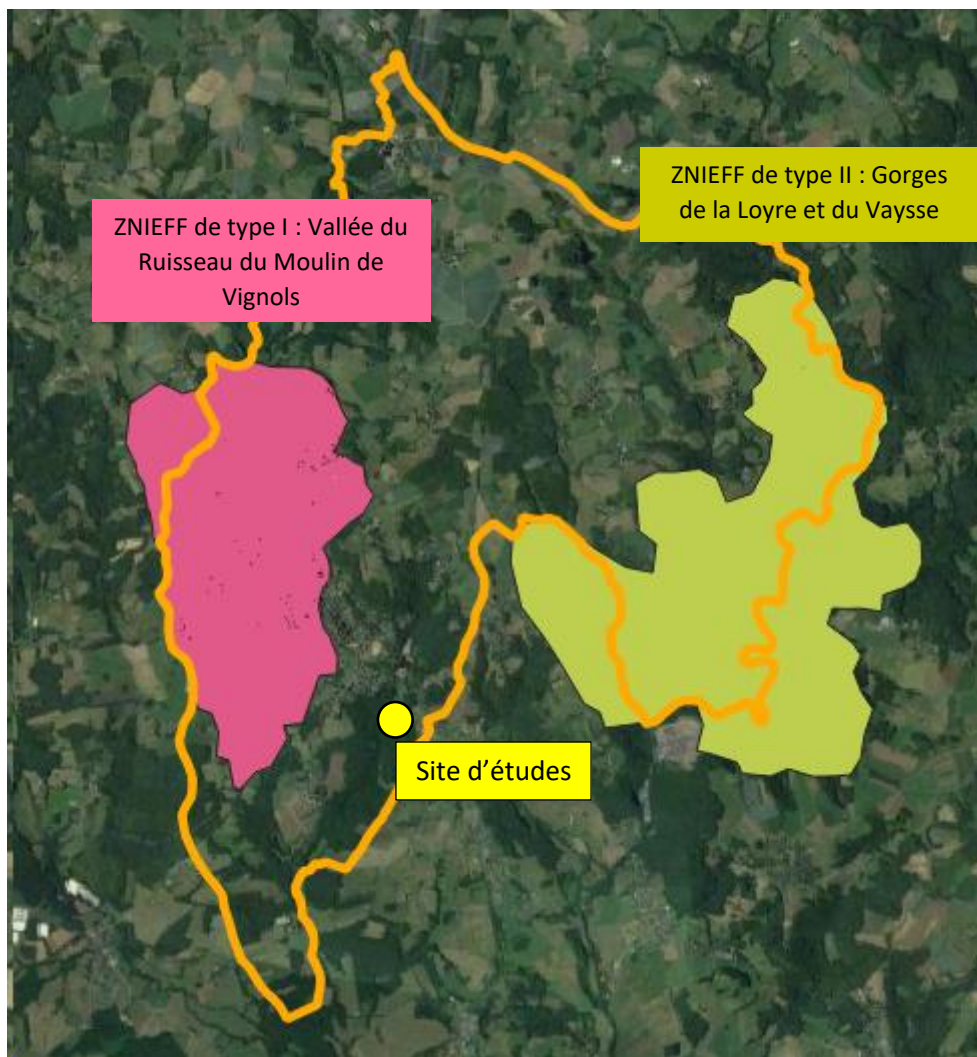 ZNIEFF de type I : Vallée du
Ruisseau du Moulin de
Vignols
ZNIEFF de type II : Gorges
de la Loyre et du Vaysse
Site d’études